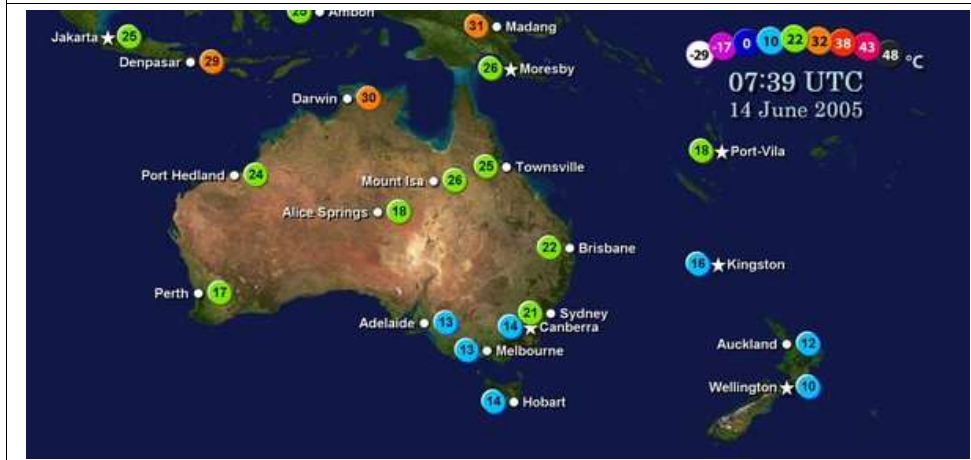 25 Ambon
Jakarta 25
31 Madang
-29 -17 0 10 22 32 38 43 48 °C
Denpasar 29
26 Moresby
07:39 UTC
14 June 2005
Darwin 30
18 Port-Vila
Port Hedland 24
25 Townsville
Mount Isa 26
Alice Springs 18
22 Brisbane
16 Kingston
Perth 17
21 Sydney
Adelaide 13
14 Canberra
13 Melbourne
Auckland 12
Wellington 10
14 Hobart